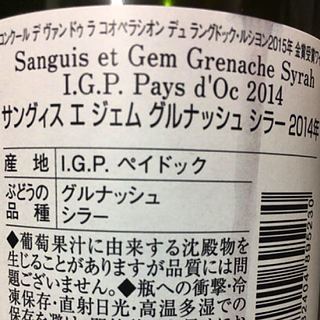 コンクール デ ヴァン ドゥ ラ コオペラシオン デュ ラングドック・ルシヨン2015年 金賞受賞
Sanguis et Gem Grenache Syrah
I.G.P. Pays d'Oc 2014
サングィス エ ジェム グルナッシュ シラー 2014年
産 地 I.G.P. ペイドック
ぶどうの品種 グルナッシュ
シラー
◆葡萄果汁に由来する沈殿物を
生じることがありますが品質には問
題ございません。◆瓶への衝撃・冷
凍保存・直射日光・高温多湿での